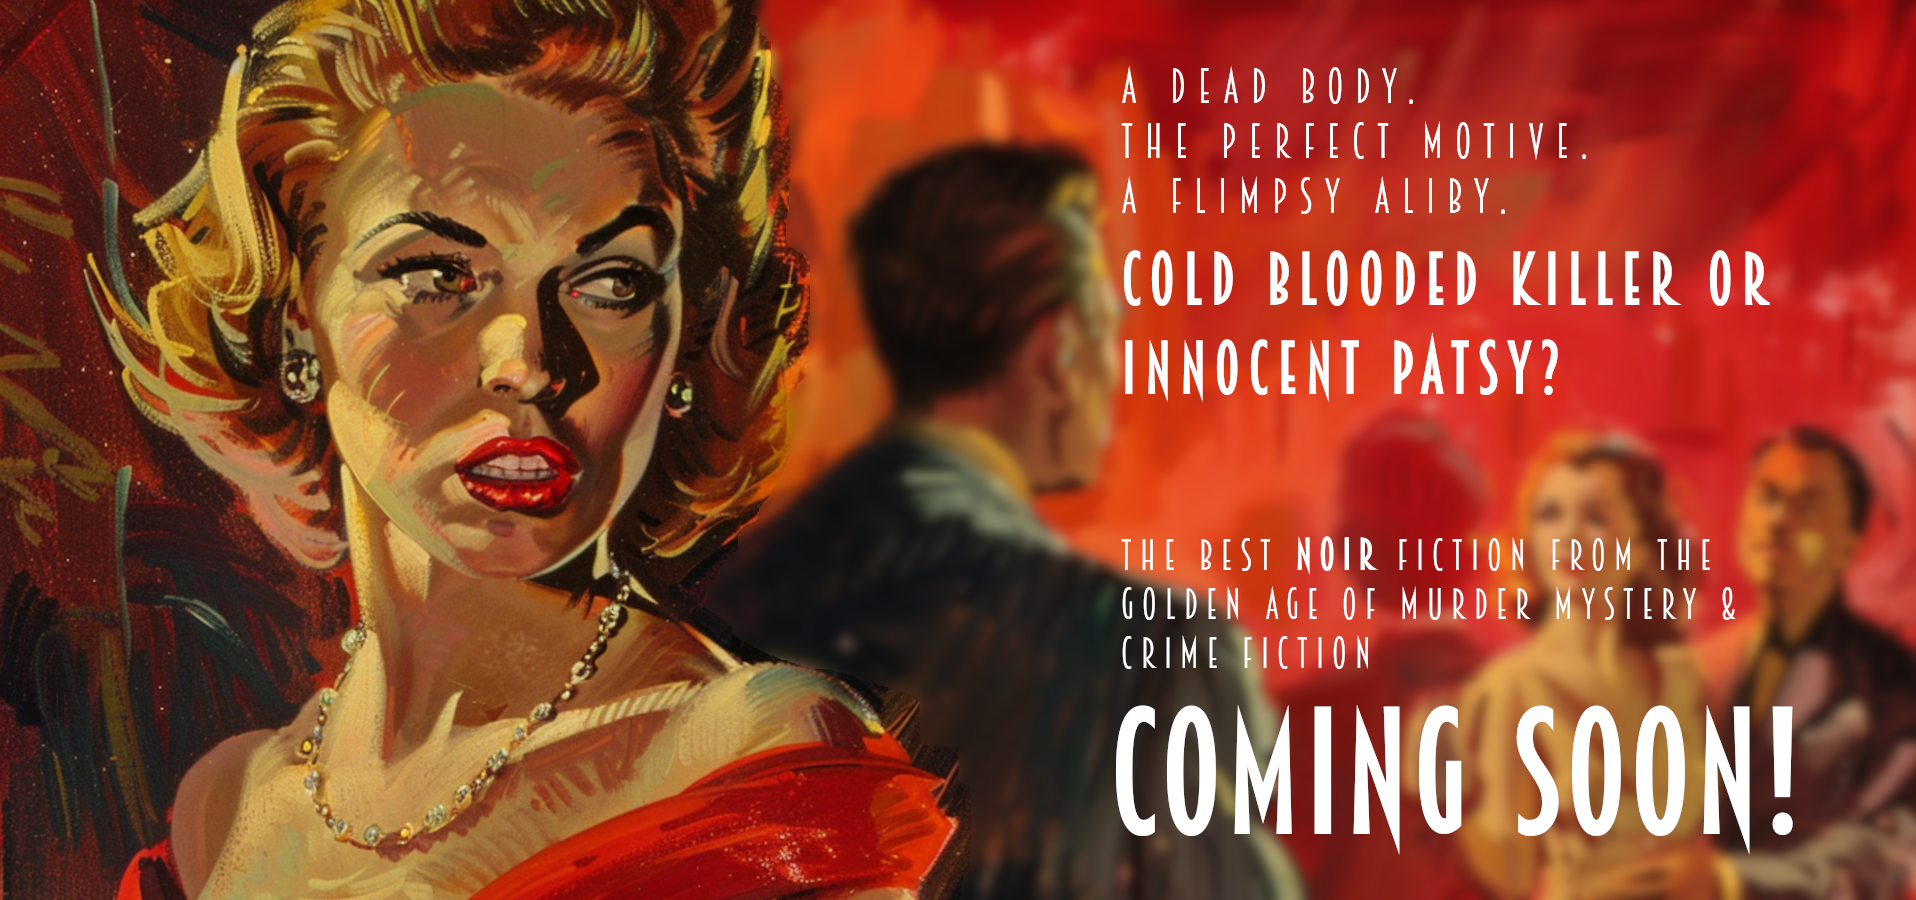 A DEAD BODY.
THE PERFECT MOTIVE.
A FLIMPSY ALIBY.
COLD BLOODED KILLER OR
INNOCENT PATSY?
THE BEST NOIR FICTION FROM THE
GOLDEN AGE OF MURDER MYSTERY &
CRIME FICTION
COMING SOON!